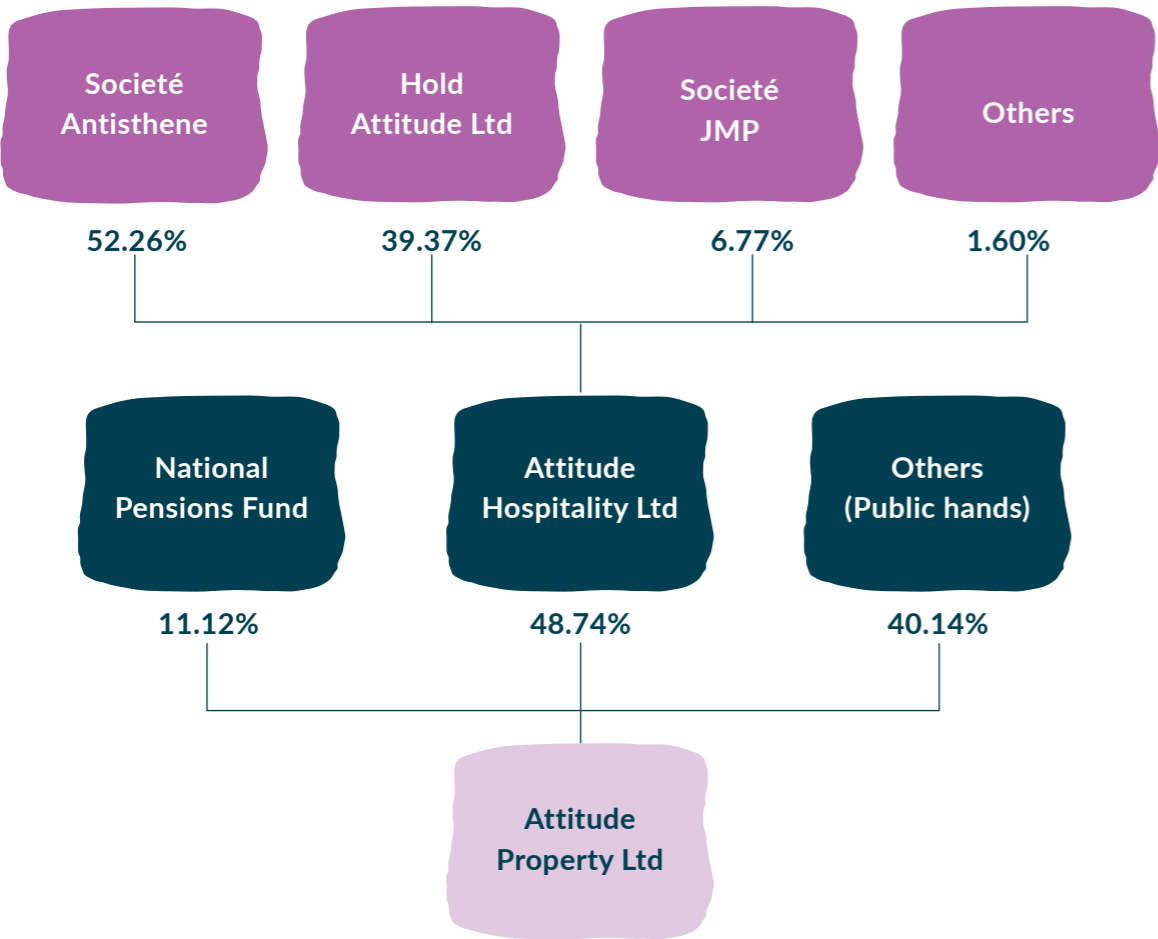 Societé
Antisthene
Hold
Attitude Ltd
Societé
JMP
Others
52.26%
39.37%
6.77%
1.60%
National
Pensions Fund
Attitude
Hospitality Ltd
Others
(Public hands)
11.12%
48.74%
40.14%
Attitude
Property Ltd